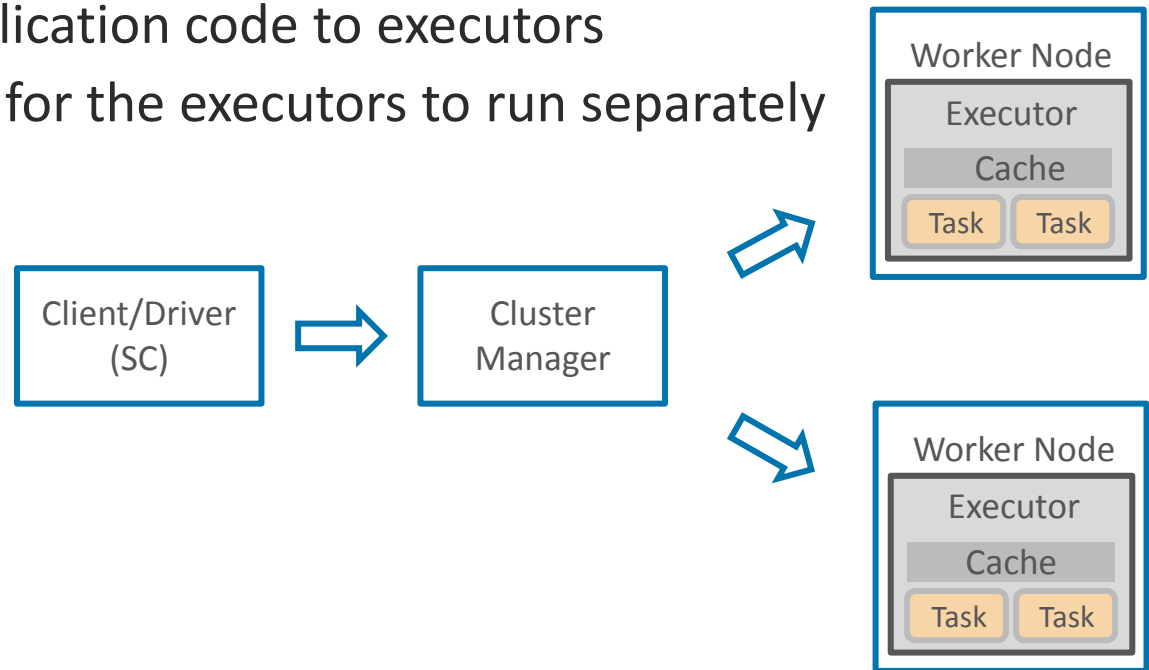 lication code to executors
for the executors to run separately
Worker Node
Executor
Cache
Task Task
Client/Driver
(SC)
Cluster
Manager
Worker Node
Executor
Cache
Task Task